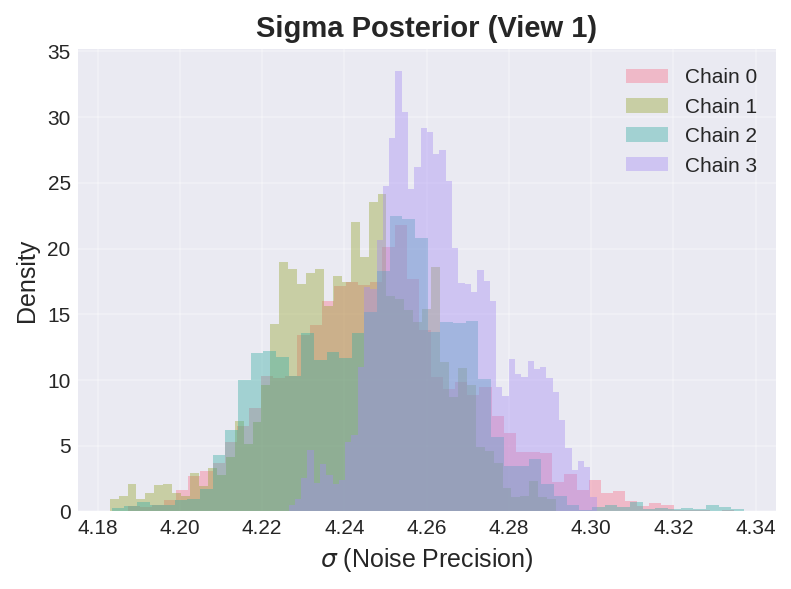 Sigma Posterior (View 1)
35
30
25
20
15
10
5
0
Density
Chain 0
Chain 1
Chain 2
Chain 3
4.18 4.20 4.22 4.24 4.26 4.28 4.30 4.32 4.34
σ (Noise Precision)